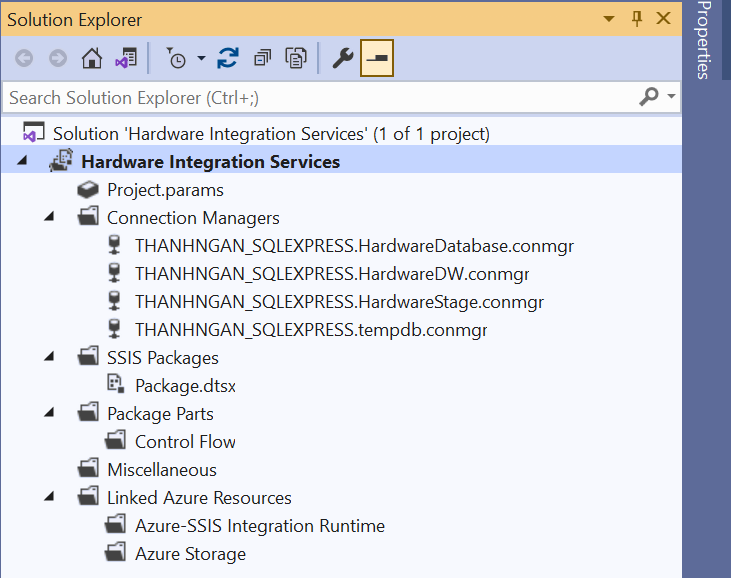 Solution Explorer
Properties
Search Solution Explorer (Ctrl+;)
Solution 'Hardware Integration Services' (1 of 1 project)
Hardware Integration Services
Project.params
Connection Managers
THANHNGAN_SQLEXPRESS.HardwareDatabase.conmgr
THANHNGAN_SQLEXPRESS.HardwareDW.conmgr
THANHNGAN_SQLEXPRESS.HardwareStage.conmgr
THANHNGAN_SQLEXPRESS.tempdb.conmgr
SSIS Packages
Package.dtsx
Package Parts
Control Flow
Miscellaneous
Linked Azure Resources
Azure-SSIS Integration Runtime
Azure Storage